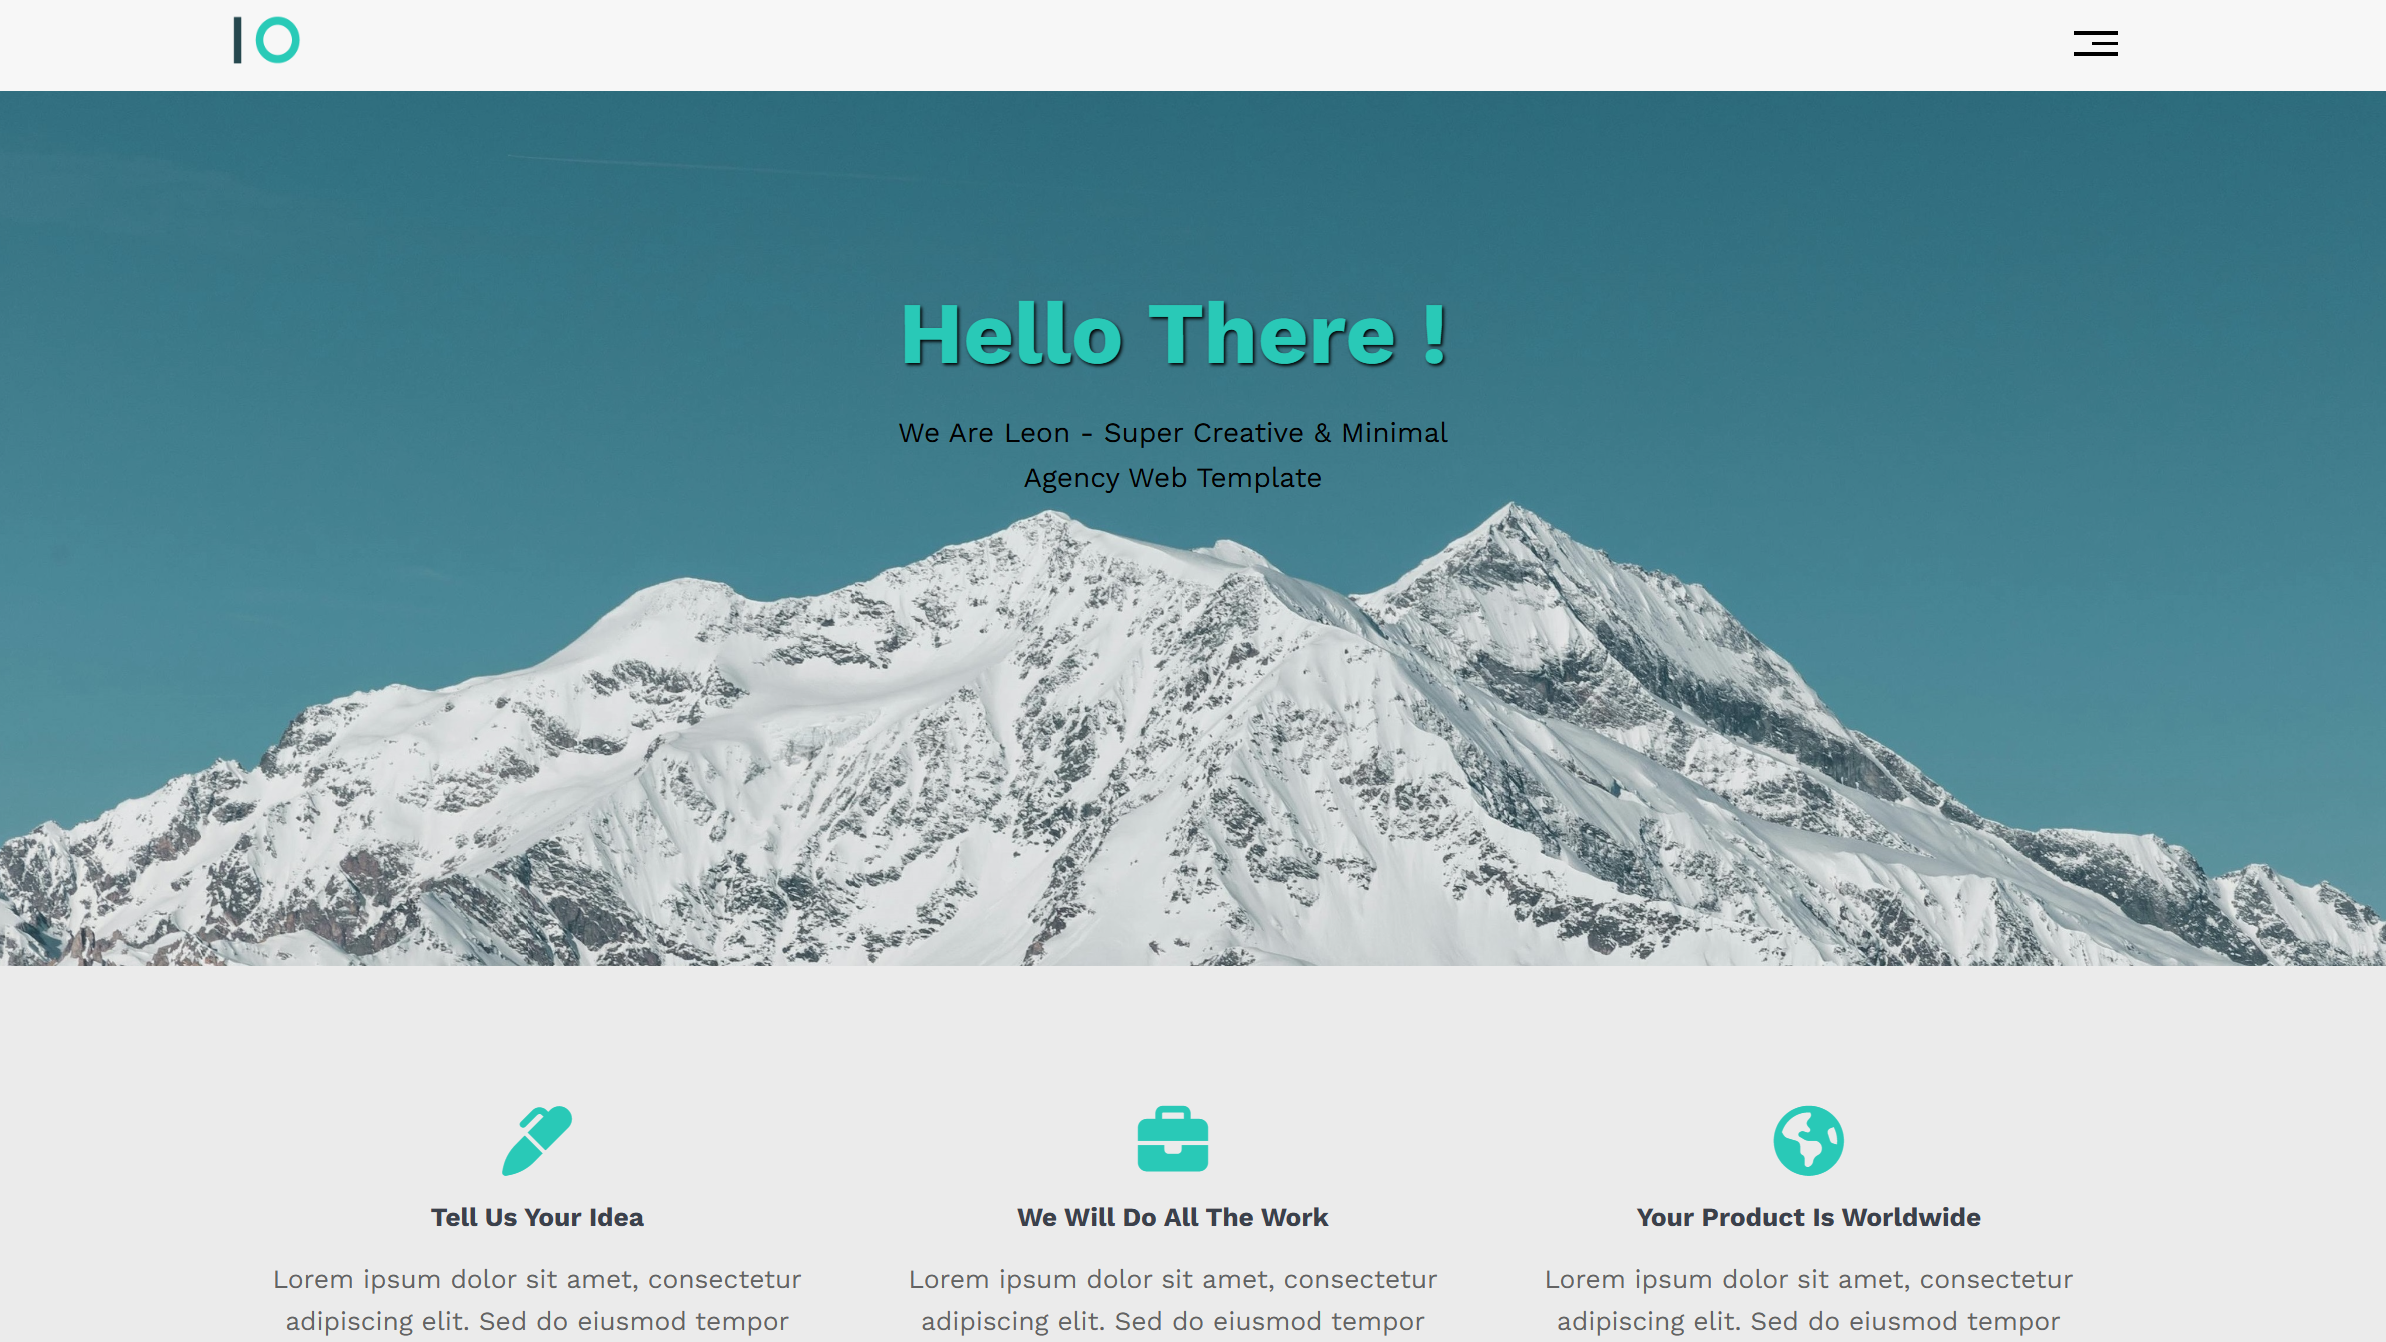 IO
Hello There !
We Are Leon - Super Creative & Minimal
Agency Web Template
Tell Us Your Idea
Lorem ipsum dolor sit amet, consectetur
adipiscing elit. Sed do eiusmod tempor
We Will Do All The Work
Lorem ipsum dolor sit amet, consectetur
adipiscing elit. Sed do eiusmod tempor
Your Product Is Worldwide
Lorem ipsum dolor sit amet, consectetur
adipiscing elit. Sed do eiusmod tempor